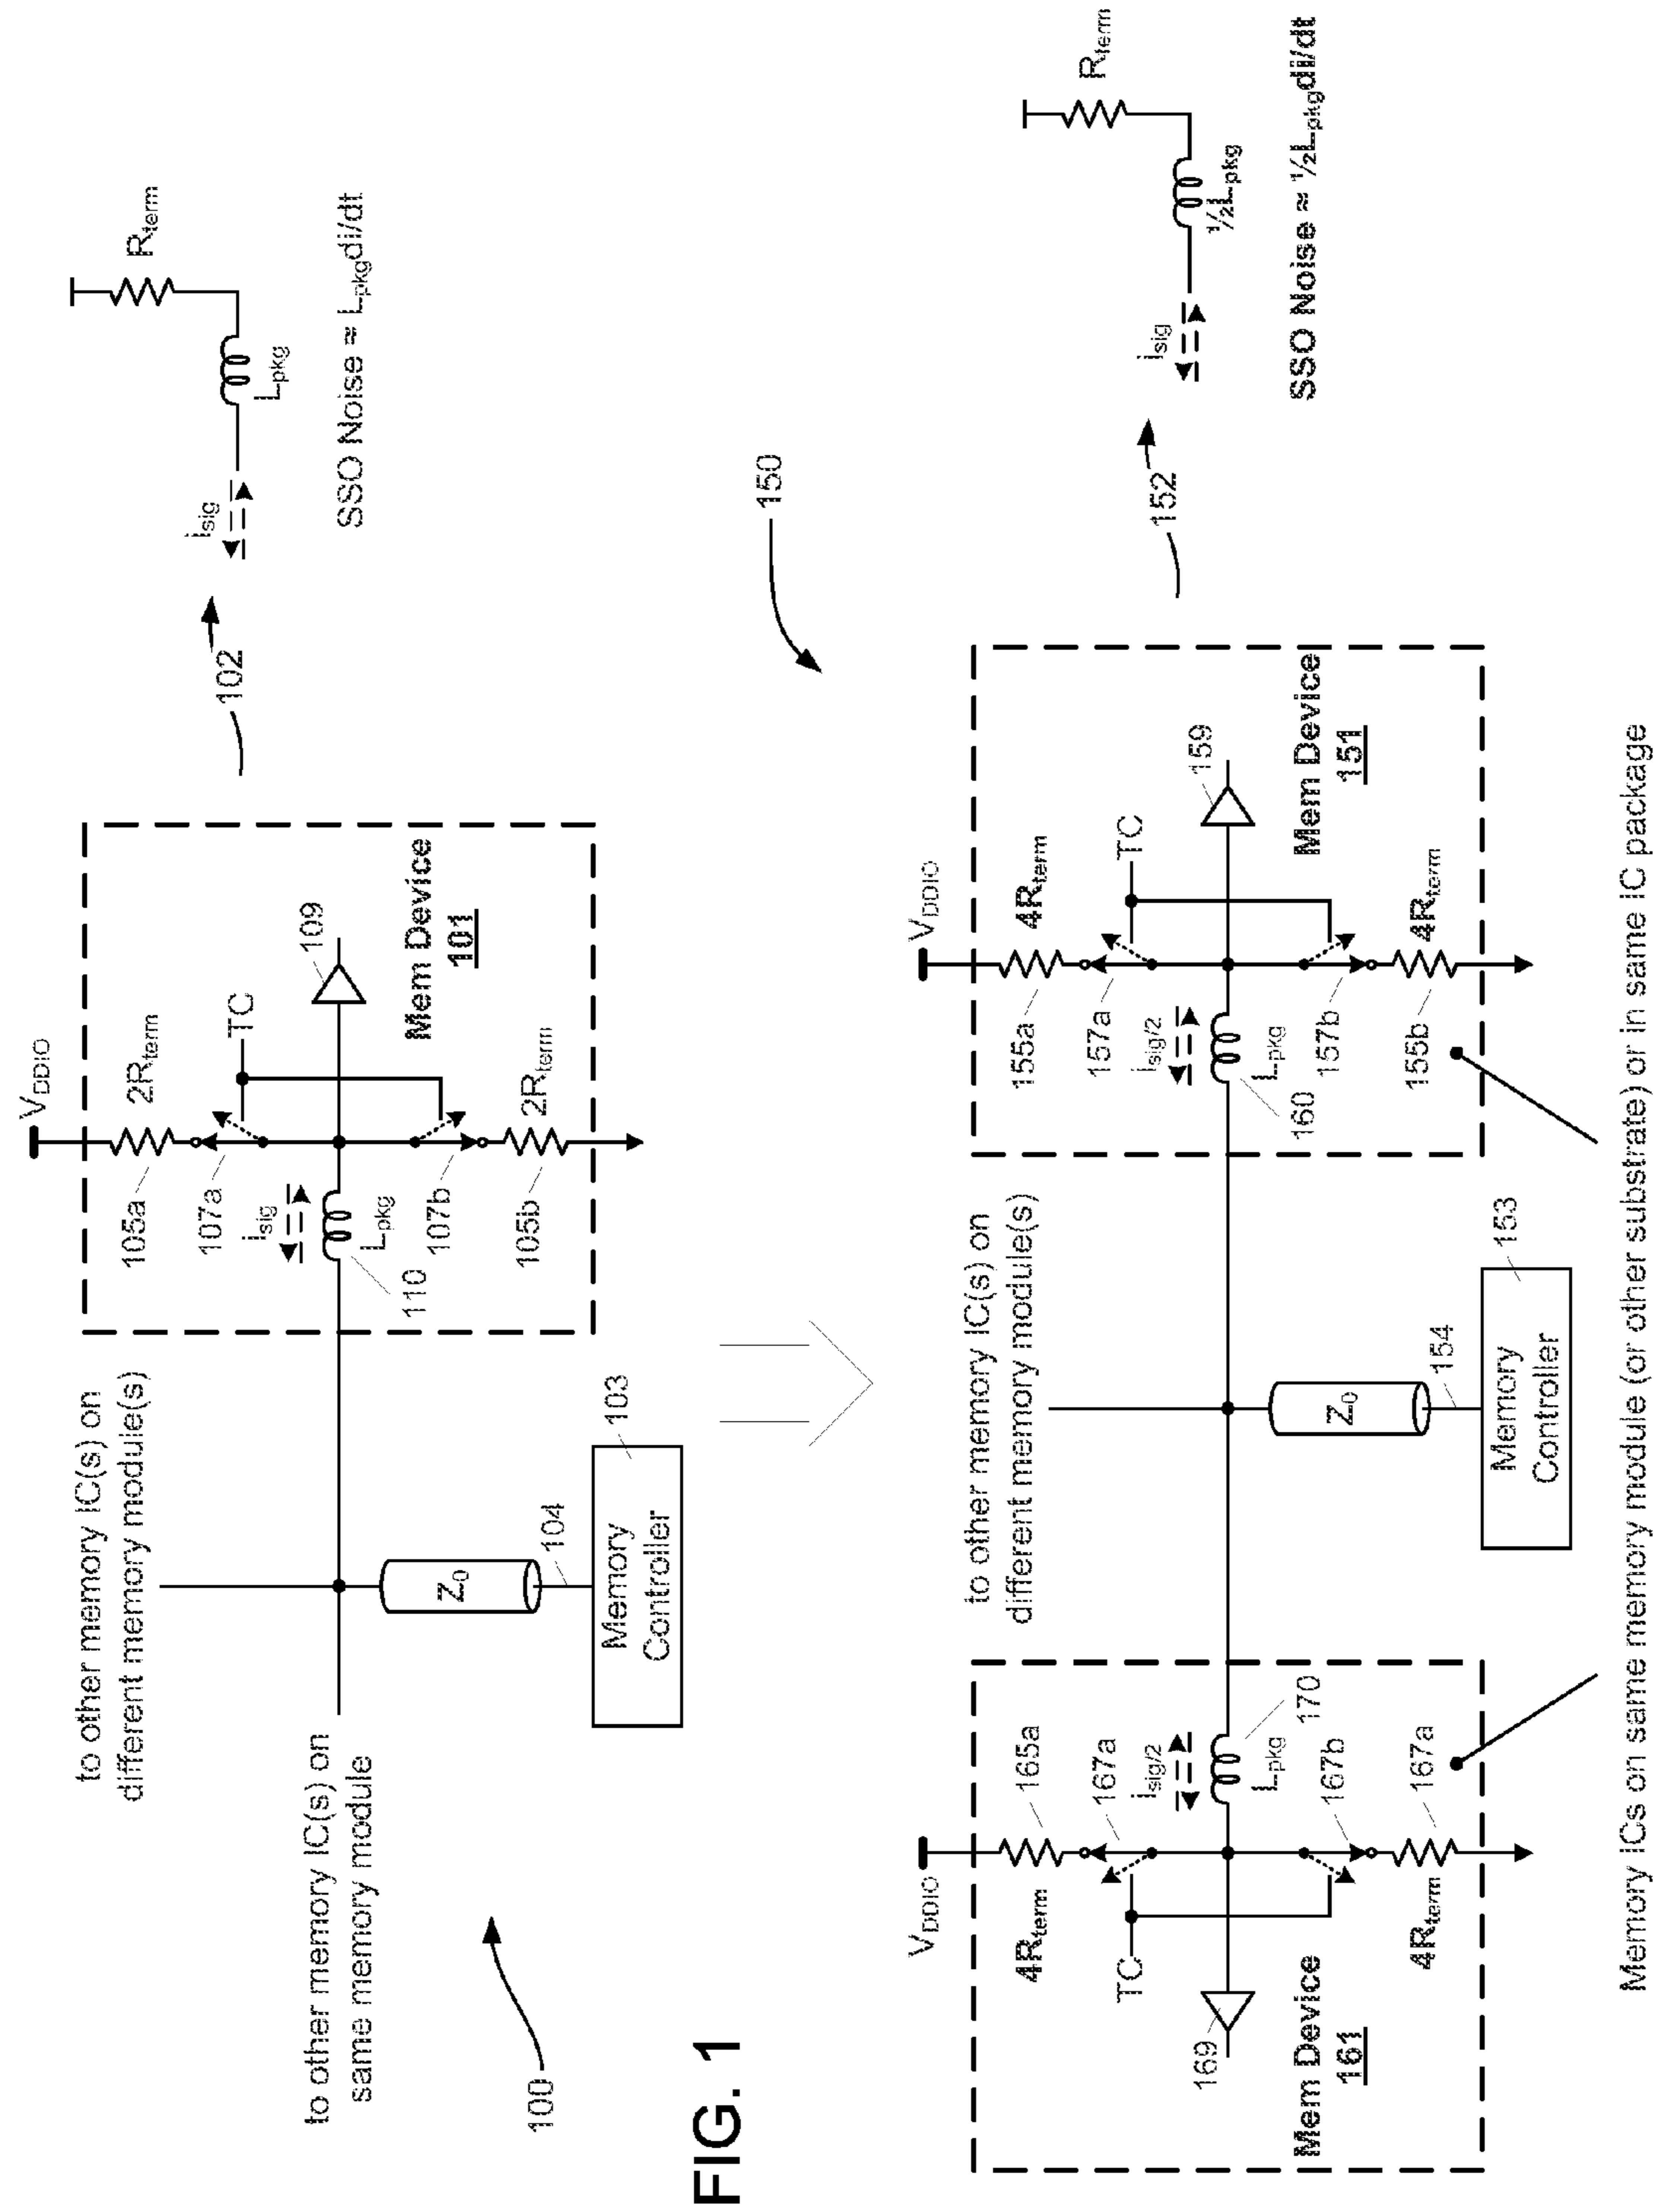 to other memory IC(s) on
different memory module(s)
to other memory IC(s) on
same memory module
100
Z0
104
Memory
Controller
103
VDDIO
105a
2Rterm
107a
TC
isig
Lpkg
110
107b
105b
2Rterm
109
Mem Device
101
102
isig
Lpkg
Rterm
SSO Noise ≈ Lpkgdi/dt
FIG. 1
150
VDDIO
165a
4Rterm
167a
TC
isig/2
Lpkg
170
167b
167a
4Rterm
169
Mem Device
161
to other memory IC(s) on
different memory module(s)
Z0
154
Memory
Controller
153
VDDIO
155a
4Rterm
157a
TC
isig/2
Lpkg
160
157b
155b
4Rterm
159
Mem Device
151
152
isig
½Lpkg
Rterm
SSO Noise ≈ ½Lpkgdi/dt
Memory ICs on same memory module (or other substrate) or in same IC package